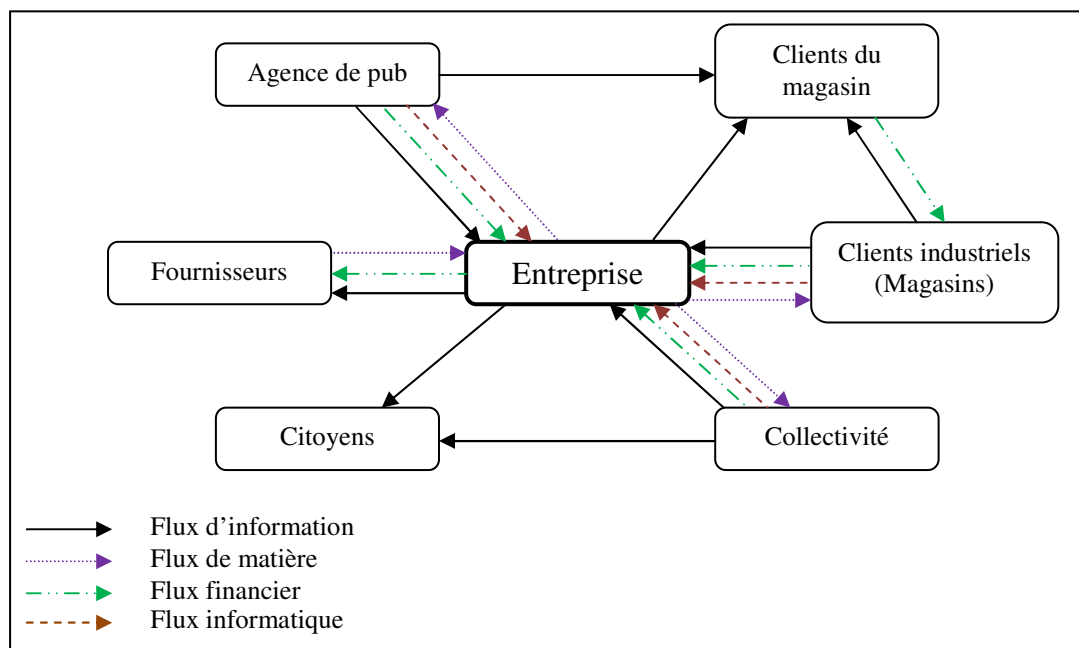 Agence de pub
Clients du
magasin
Fournisseurs
Entreprise
Clients industriels
(Magasins)
Citoyens
Collectivité
Flux d’information
Flux de matière
Flux financier
Flux informatique